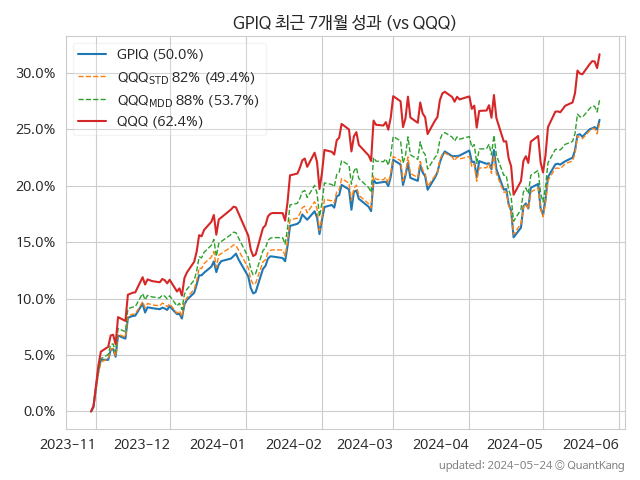 GPIQ 최근 7개월 성과 (vs QQQ)
GPIQ (50.0%)
QQQSTD 82% (49.4%)
QQQMDD 88% (53.7%)
QQQ (62.4%)
30.0%
25.0%
20.0%
15.0%
10.0%
5.0%
0.0%
2023-11 2023-12 2024-01 2024-02 2024-03 2024-04 2024-05 2024-06
updated: 2024-05-24 © QuantKang